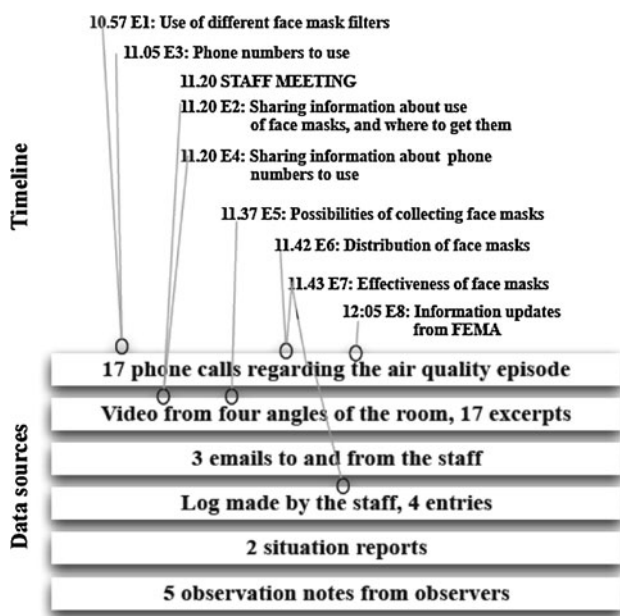 10.57 E1: Use of different face mask filters
11.05 E3: Phone numbers to use
11.20 STAFF MEETING
11.20 E2: Sharing information about use
of face masks, and where to get them
11.20 E4: Sharing information about phone
numbers to use
11.37 E5: Possibilities of collecting face masks
11.42 E6: Distribution of face masks
11.43 E7: Effectiveness of face masks
12:05 E8: Information updates
from FEMA
Timeline
17 phone calls regarding the air quality episode
Video from four angles of the room, 17 excerpts
3 emails to and from the staff
Log made by the staff, 4 entries
2 situation reports
5 observation notes from observers
Data sources